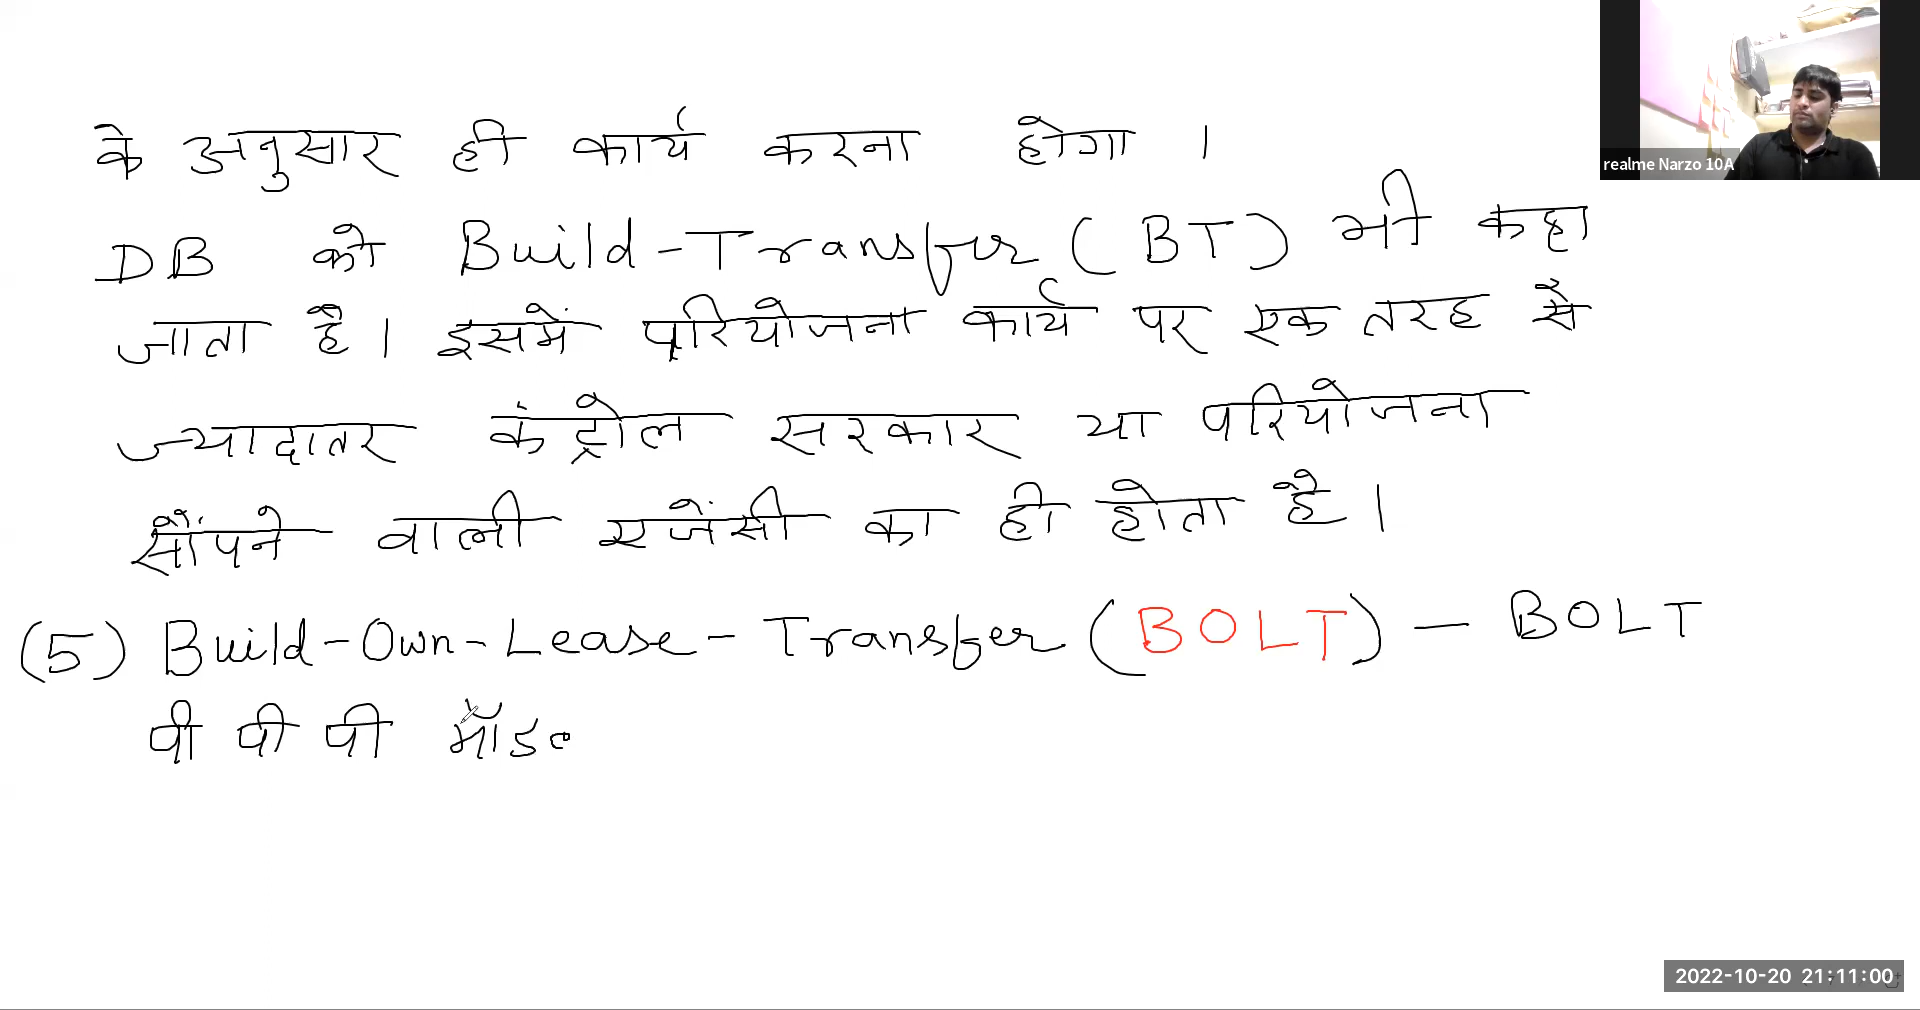 के अनुसार ही कार्य करना होगा ।
realme Narzo 10A
DB को Build-Transfer (BT) भी कहा
जाता है। इसमें परियोजना कार्य पर एक तरह से
ज्यादातर कंट्रोल सरकार या परियोजना
सौंपने वाली एजेंसी का ही होता है।
(5) Build-Own-Lease-Transfer (BOLT) — BOLT
पी पी पी
2022-10-20 21:11:00